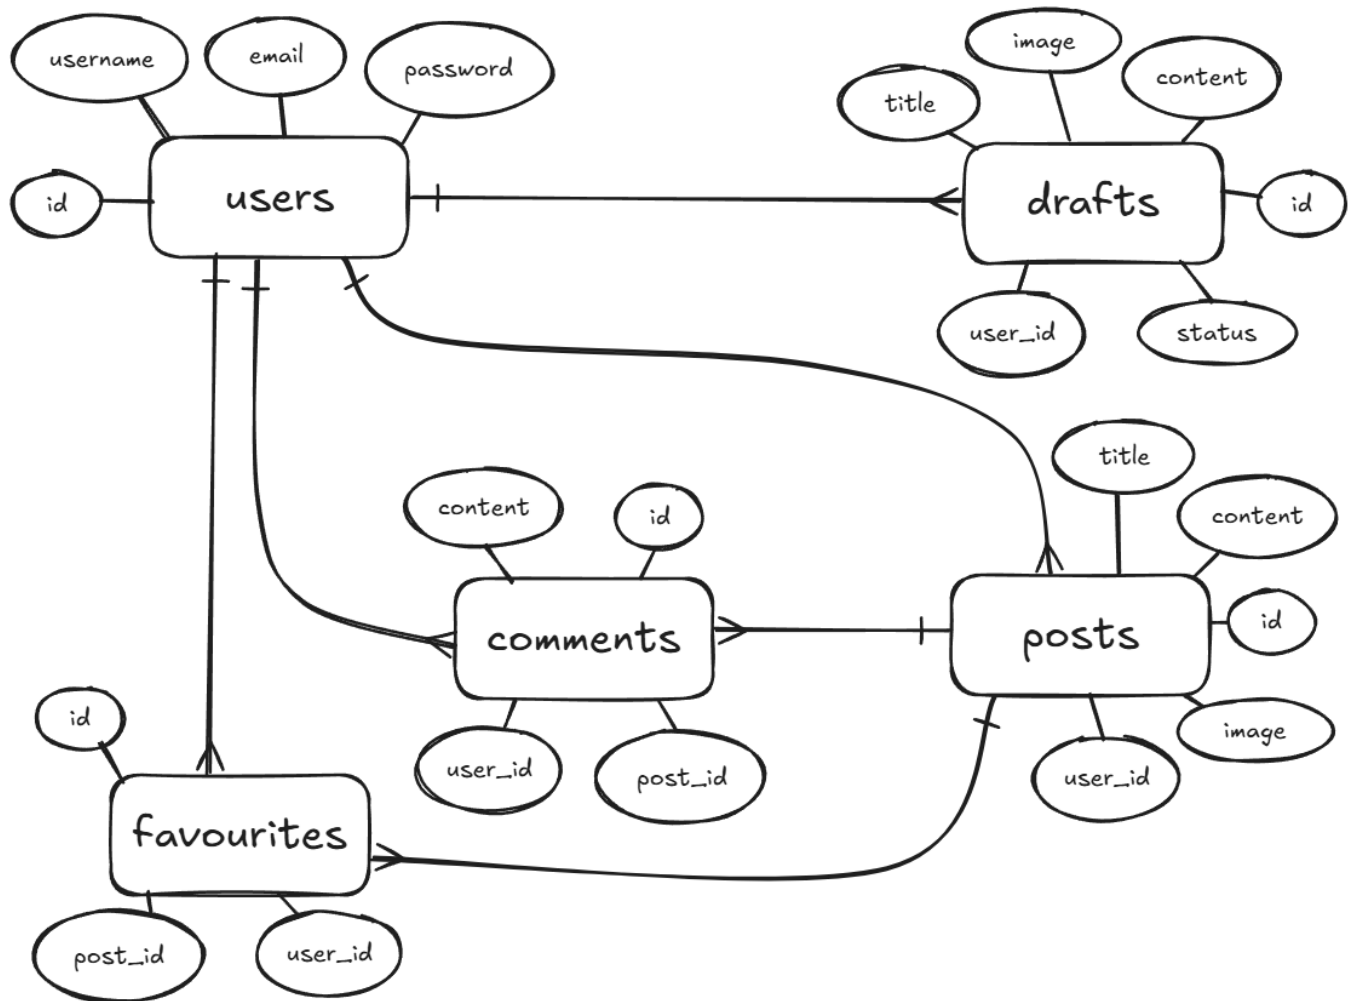 username
email
password
id
users
image
title
content
drafts
id
user_id
status
title
content
id
posts
image
user_id
content
id
comments
user_id
post_id
id
favourites
post_id
user_id